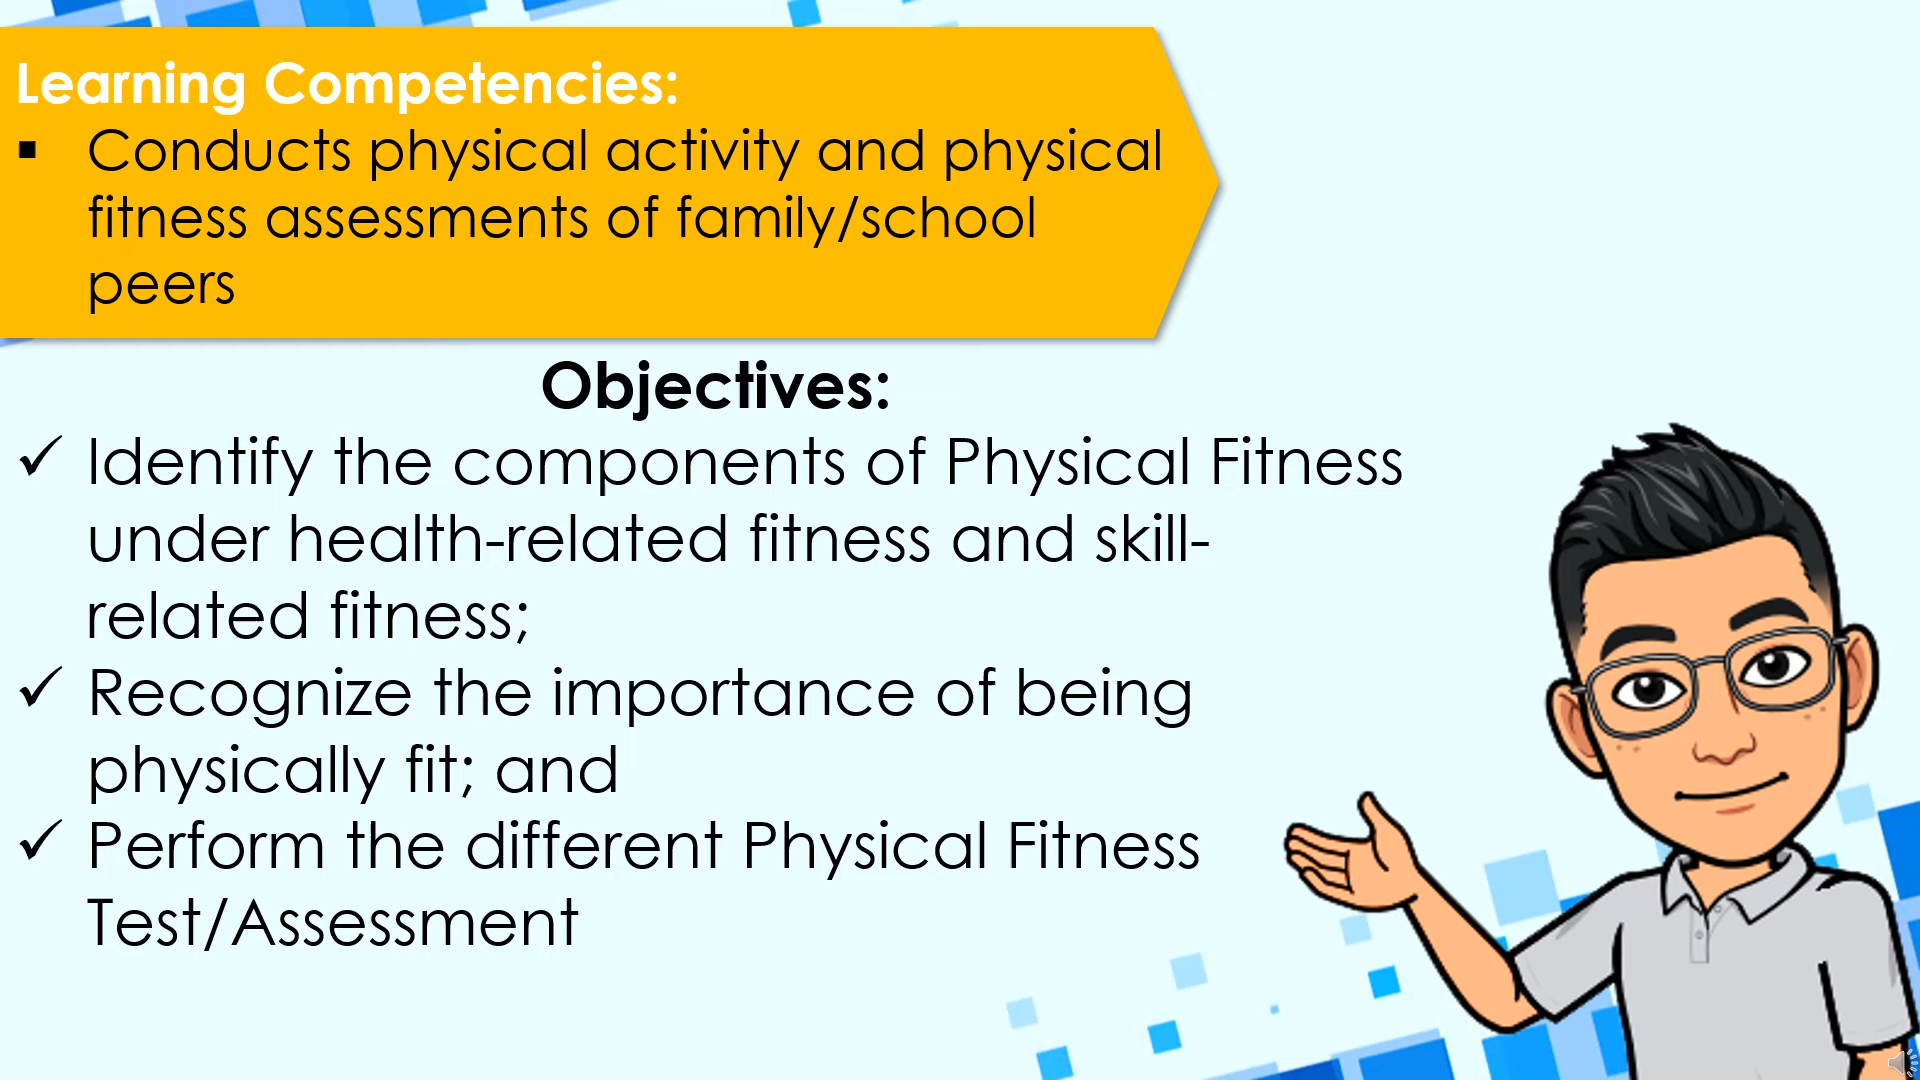 Learning Competencies:
▪ Conducts physical activity and physical
fitness assessments of family/school
peers
Objectives:
✓ Identify the components of Physical Fitness
under health-related fitness and skill-
related fitness;
✓ Recognize the importance of being
physically fit; and
✓ Perform the different Physical Fitness
Test/Assessment